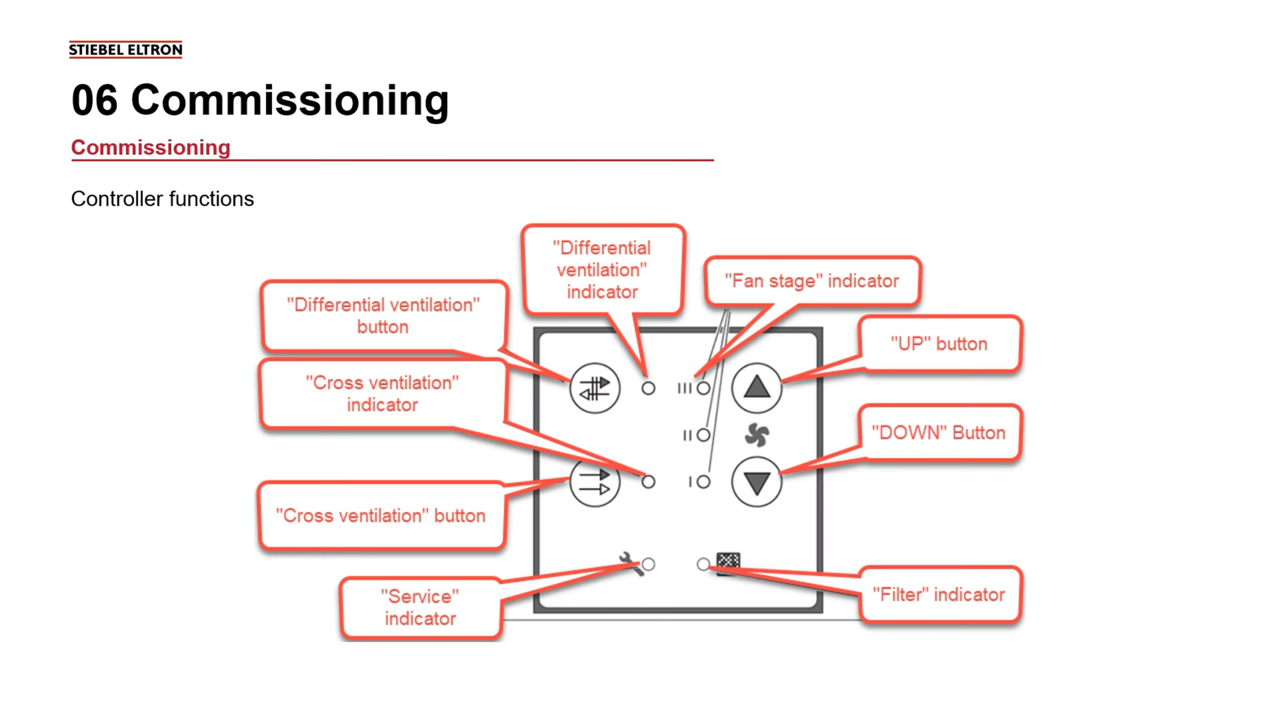 STIEBEL ELTRON
06 Commissioning
Commissioning
Controller functions
"Differential
ventilation"
indicator
"Fan stage" indicator
"Differential ventilation"
button
"UP" button
"Cross ventilation"
indicator
III
"DOWN" Button
II
I
"Cross ventilation" button
"Service"
indicator
"Filter" indicator